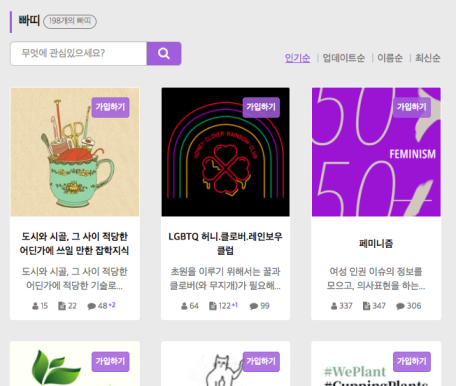 빠띠 198개의 빠띠
무엇에 관심있으세요?
인기순 | 업데이트순 | 이름순 | 최신순
가입하기
가입하기
HONEY CLOVER RAINBOW CLUB
50
50
가입하기
FEMINISM
도시와 시골, 그 사이 적당한
어딘가에 쓰일 만한 잡학지식
도시와 시골, 그 사이 적당한
어딘가에 적당한 기술로...
15 22 48+2
LGBTQ 허니.클로버.레인보우
클럽
초원을 이루기 위해서는 꿀과
클로버(와 무지개)가 필요해...
64 122+1 99
페미니즘
여성 인권 이슈의 정보를
모으고, 의사표현을 하는...
337 347 306
가입하기
가입하기
가입하기
#WePlant
#CuppingPlants